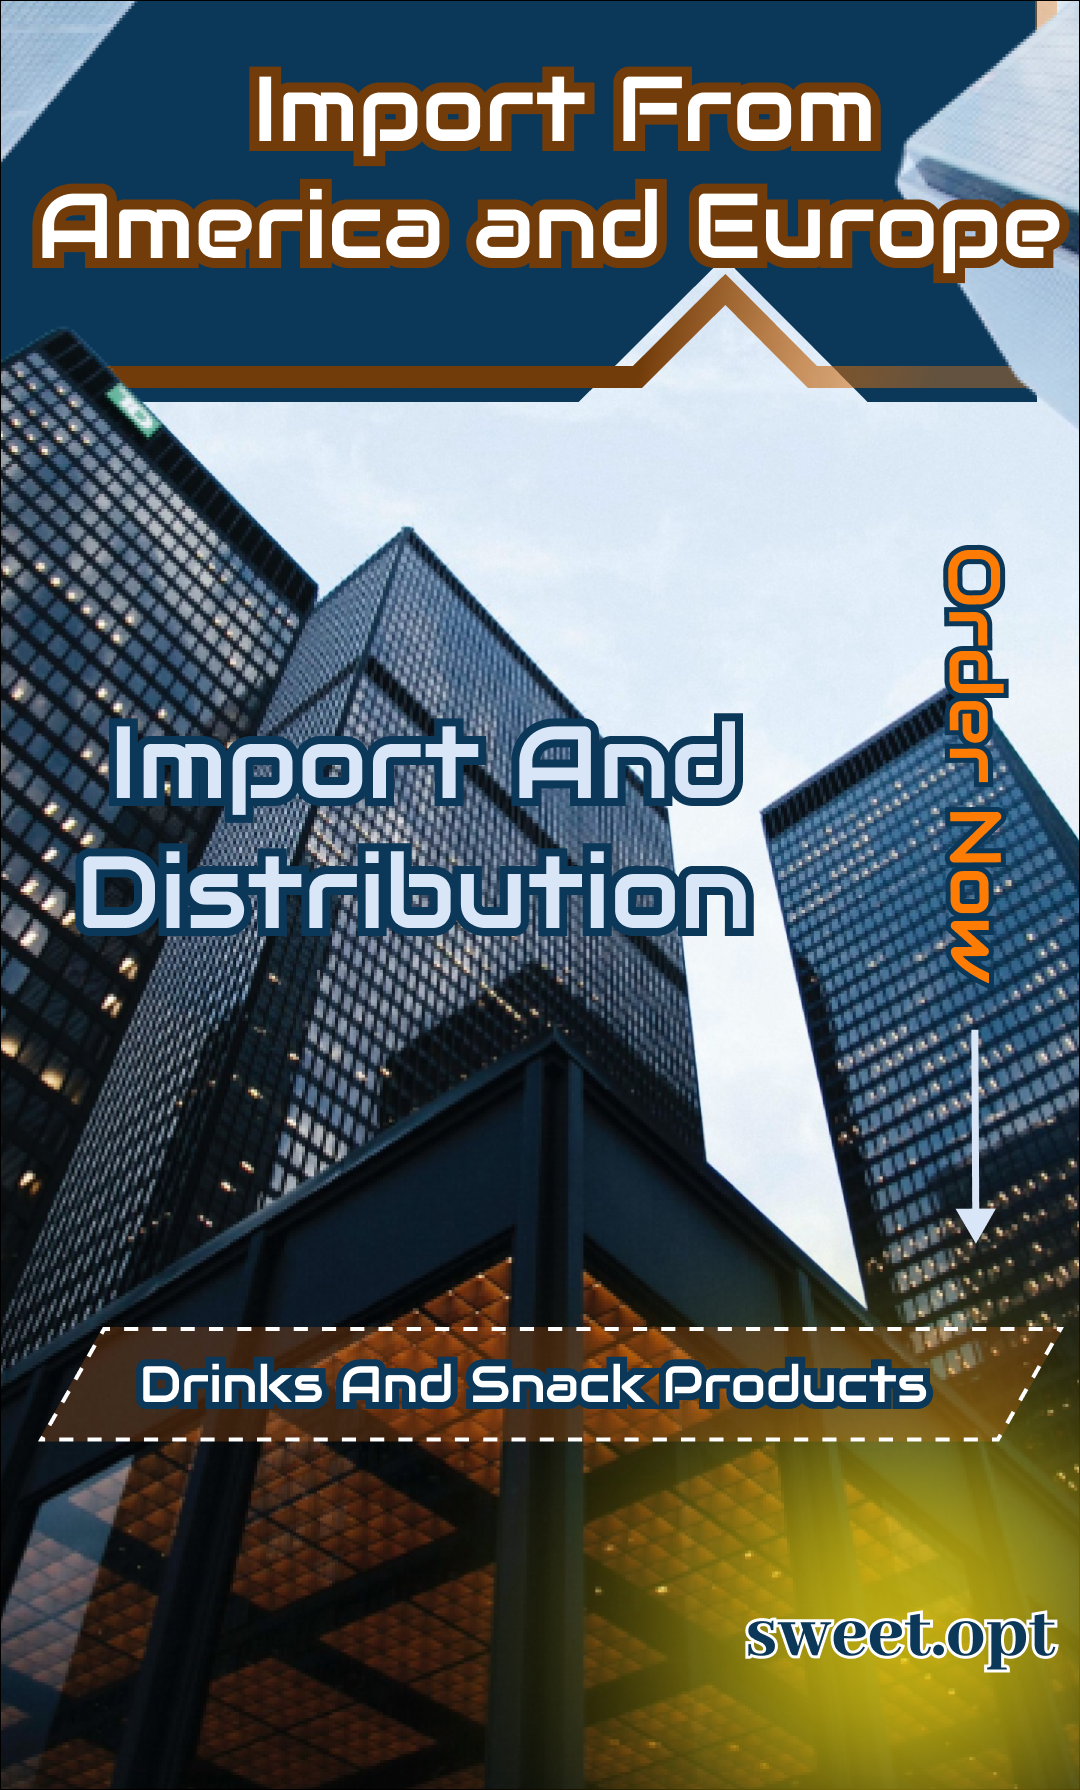 Import From
America and Europe
Order Now
Import And
Distribution
Drinks And Snack Products
sweet.opt